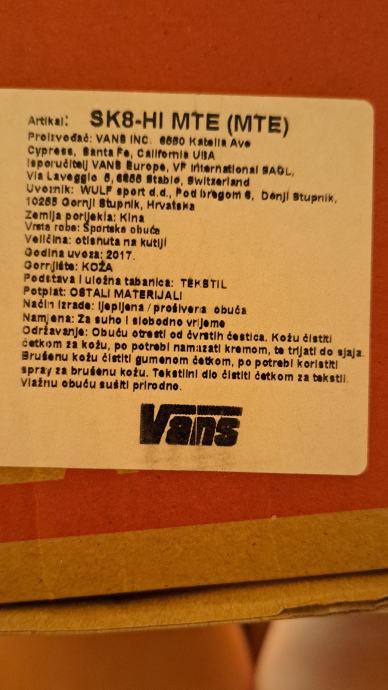 Artikal: SK8-HI MTE (MTE)
Proizvođač: VANS INC. 6550 Katella Ave
Cypress, Santa Fe, California USA
Isporučitelj VANS Europe, VF International SAGL,
Via Laveggio 5, 6855 Stabio, Switzerland
Uvoznik: WULF sport d.d., Pod bregom 6, Donji Stupnik,
10255 Gornji Stupnik, Hrvatska
Zemlja porijekla: Kina
Vrsta robe: Športska obuća
Veličina: otisnuta na kutiji
Godina uvoza: 2017.
Gornjište: KOŽA
Podstava i uložna tabanica: TEKSTIL
Potplat: OSTALI MATERIJALI
Način izrade: ljepljena / prošivena obuća
Namjena: Za suho i slobodno vrijeme
Održavanje: Obuću otresti od čvrstih čestica. Kožu čistiti
četkom za kožu, po potrebi namazati kremom, te trljati do sjaja.
Brušenu kožu čistiti gumenom četkom, po potrebi koristiti
spray za brušenu kožu. Tekstilni dio čistiti četkom za tekstil.
Vlažnu obuću sušiti prirodno.
Vans